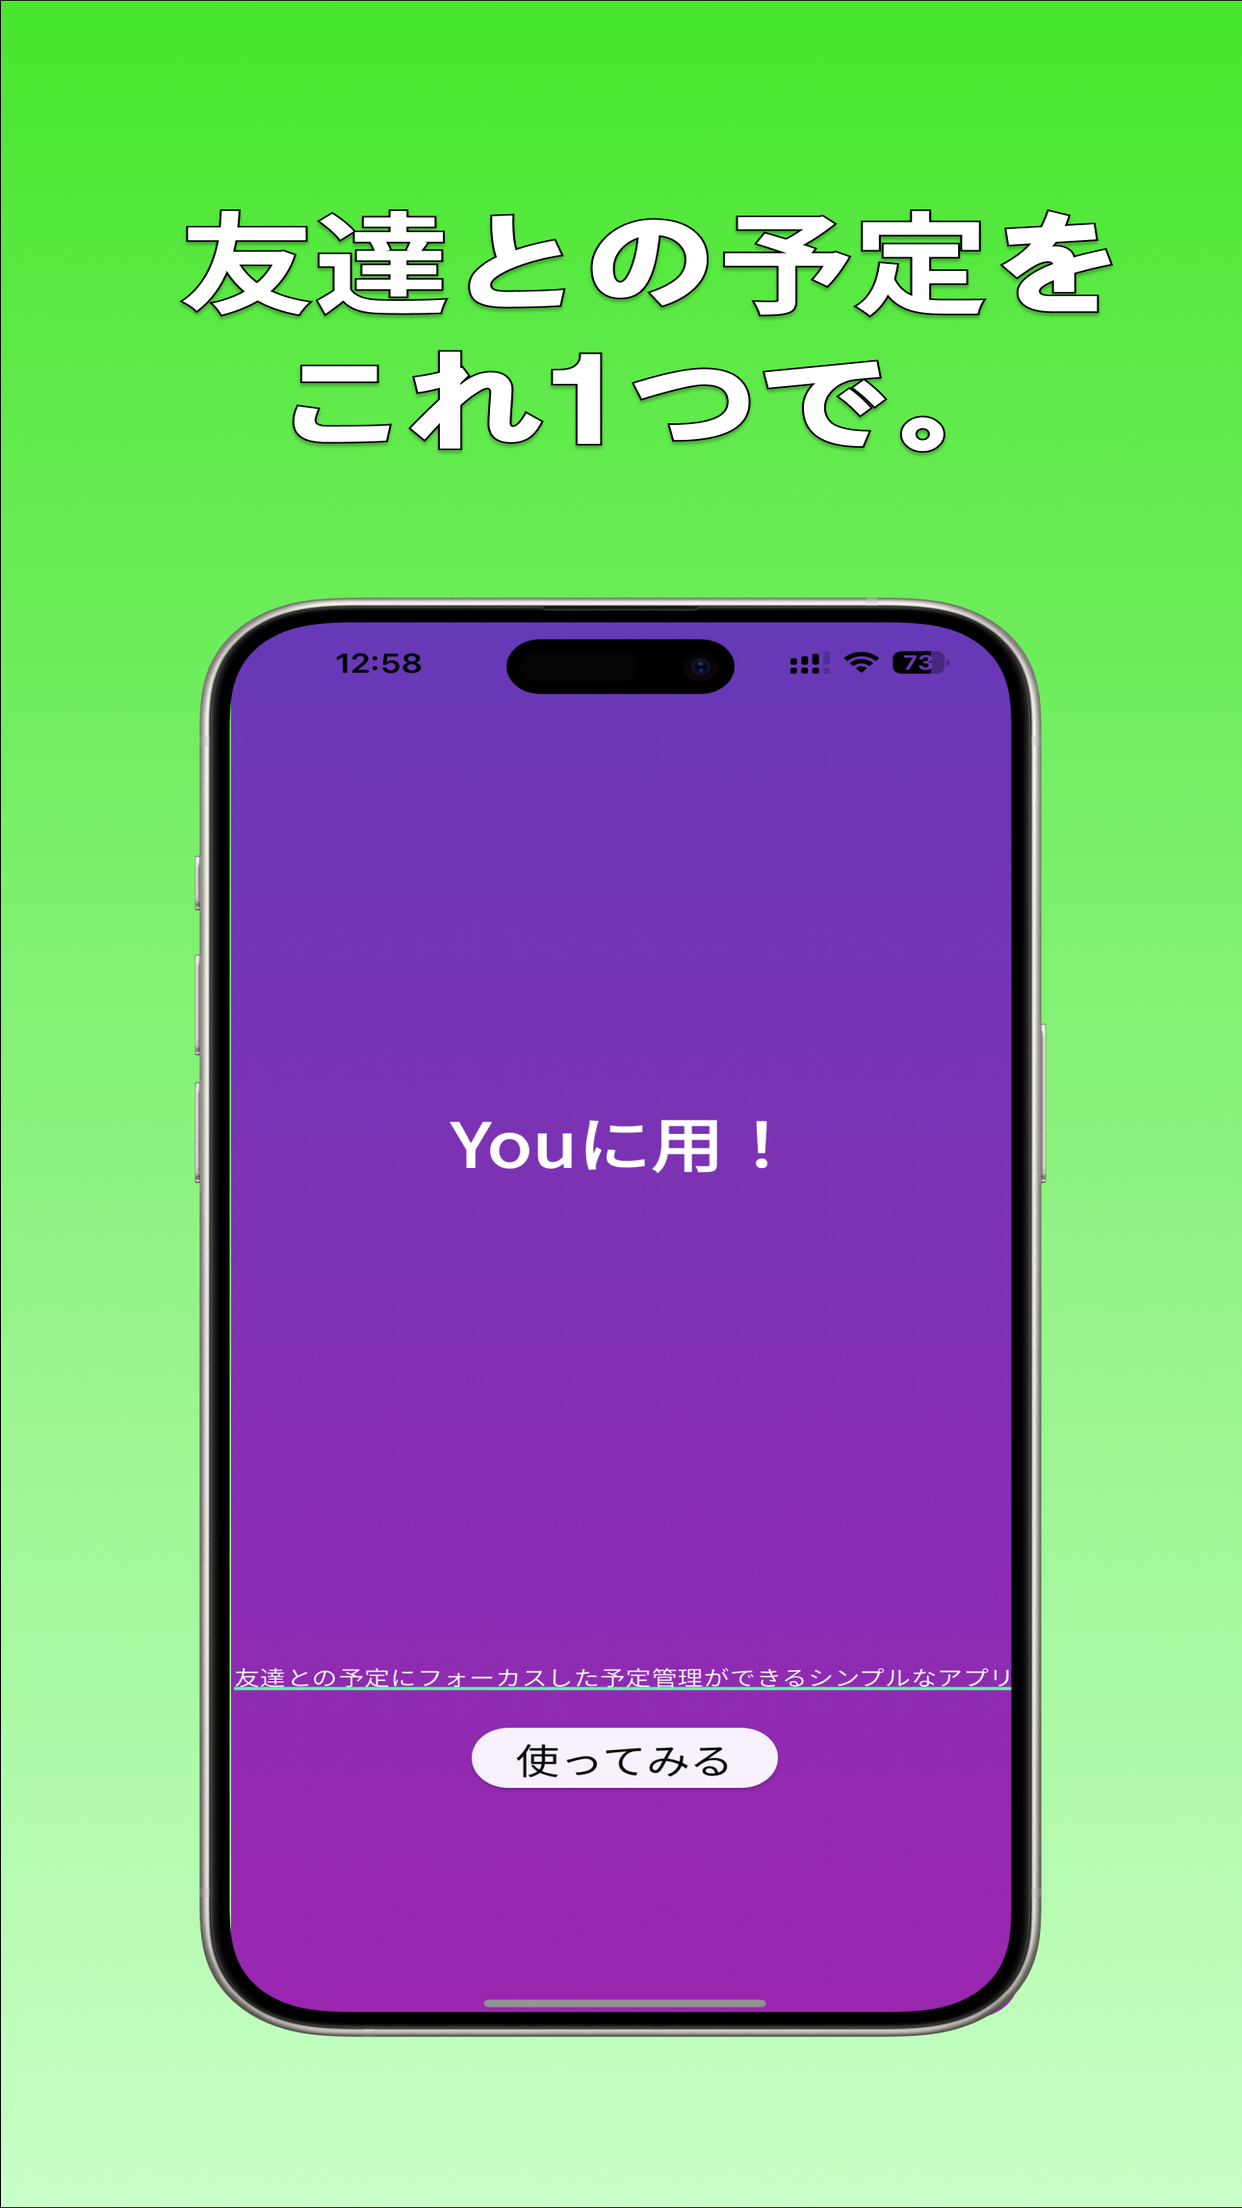 友達との予定を
これ1つで。
12:58
73
Youに用！
友達との予定にフォーカスした予定管理ができるシンプルなアプリ
使ってみる